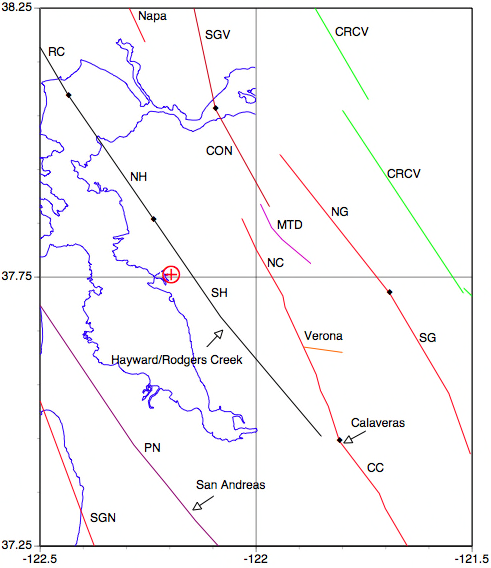 38.25
Napa
SGV
CRCV
RC
CON
NH
CRCV
NG
MTD
37.75
NC
SH
Verona
SG
Hayward/Rodgers Creek
Calaveras
PN
CC
San Andreas
SGN
37.25
-122.5
-122
-121.5